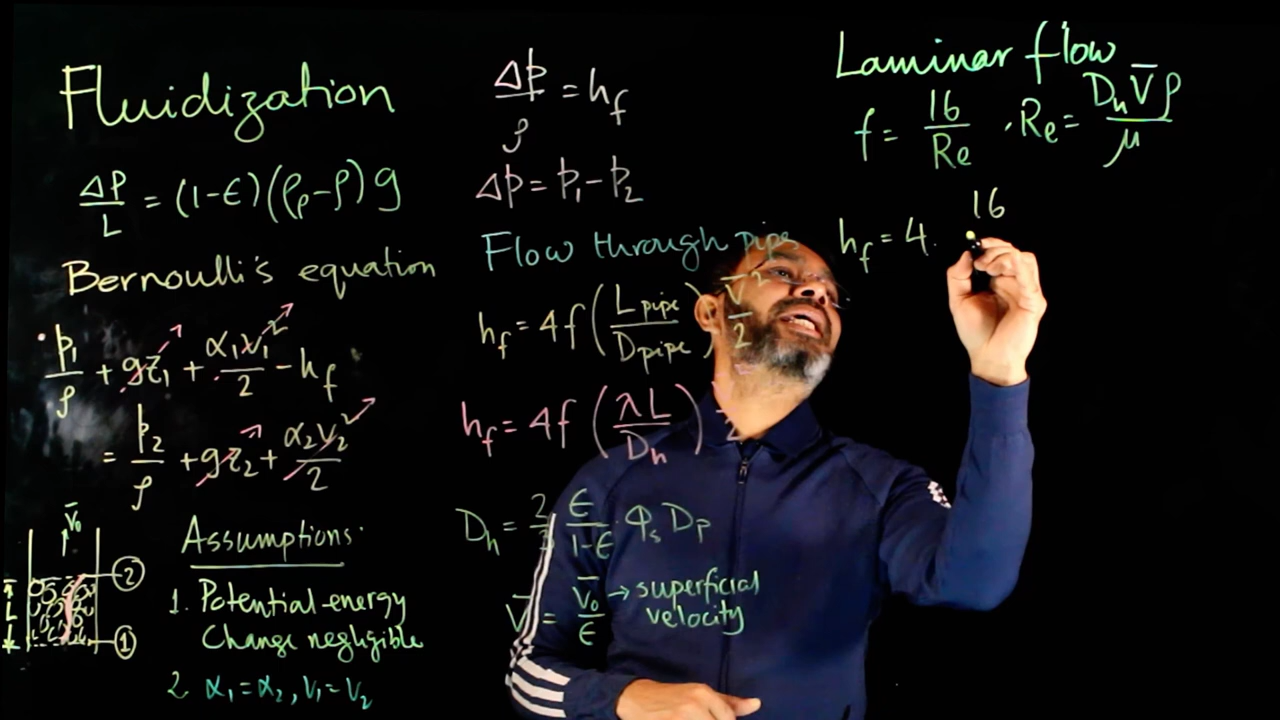 Fluidization
ΔP/L = (1-ϵ)(ρp-ρ)g
Bernoulli's equation
p₁/ρ + gz₁ + α₁v₁²/2 - hf
= p₂/ρ + gz₂ + α₂v₂²/2
V̄₀
L
②
①
Assumptions
1. Potential energy
Change negligible
2. α₁=α₂, V₁=V₂
Δp/ρ = hf
Δp = p₁-p₂
Flow through pipe
hf = 4f (Lpipe/Dpipe) V̄²/2
hf = 4f (λL/Dh)
Dh = 2/3 ϵ/1-ϵ · Φs Dp
V̄ = V̄₀/ϵ → superficial
velocity
Laminar flow
f = 16/Re , Re = Dh V̄ ρ/μ
hf = 4. 16